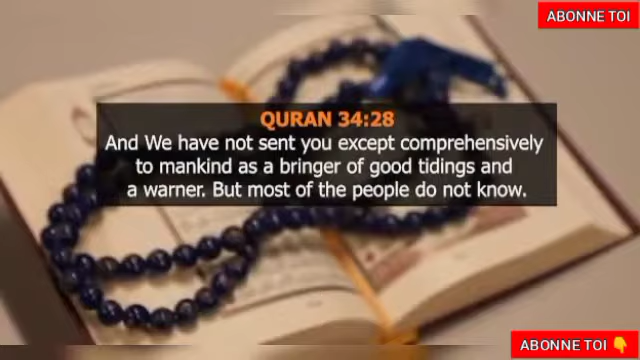 ABONNE TOI
QURAN 34:28
And We have not sent you except comprehensively
to mankind as a bringer of good tidings and
a warner. But most of the people do not know.
ABONNE TOI 👇